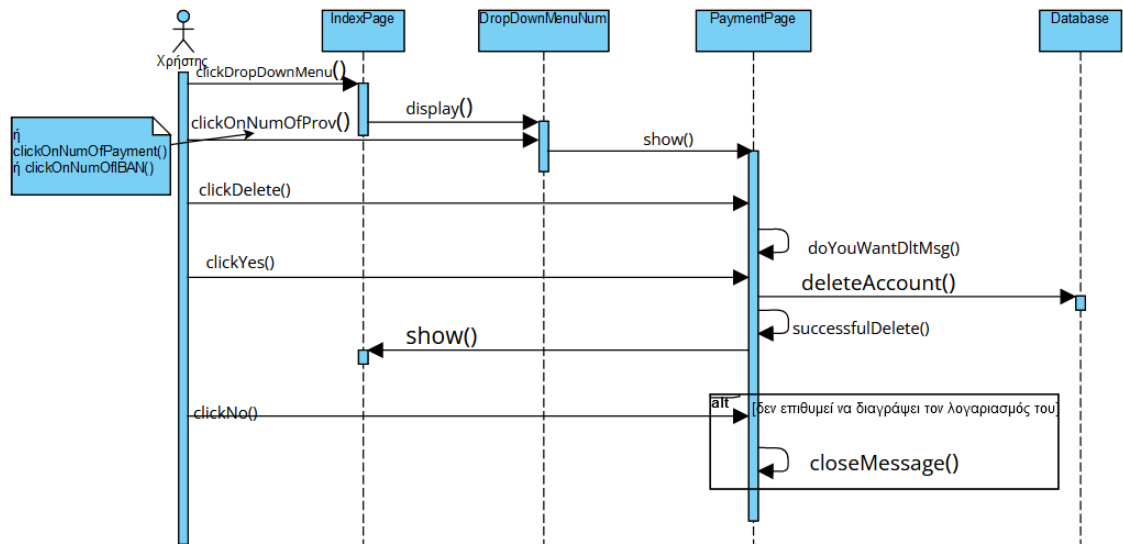 IndexPage
DropDownMenuNum
PaymentPage
Database
Χρήστης
clickDropDownMenu()
display()
clickOnNumOfProv()
ή
clickOnNumOfPayment()
ή clickOnNumOfIBAN()
show()
clickDelete()
doYouWantDltMsg()
clickYes()
deleteAccount()
successfulDelete()
show()
alt
[δεν επιθυμεί να διαγράψει τον λογαριασμός του]
clickNo()
closeMessage()